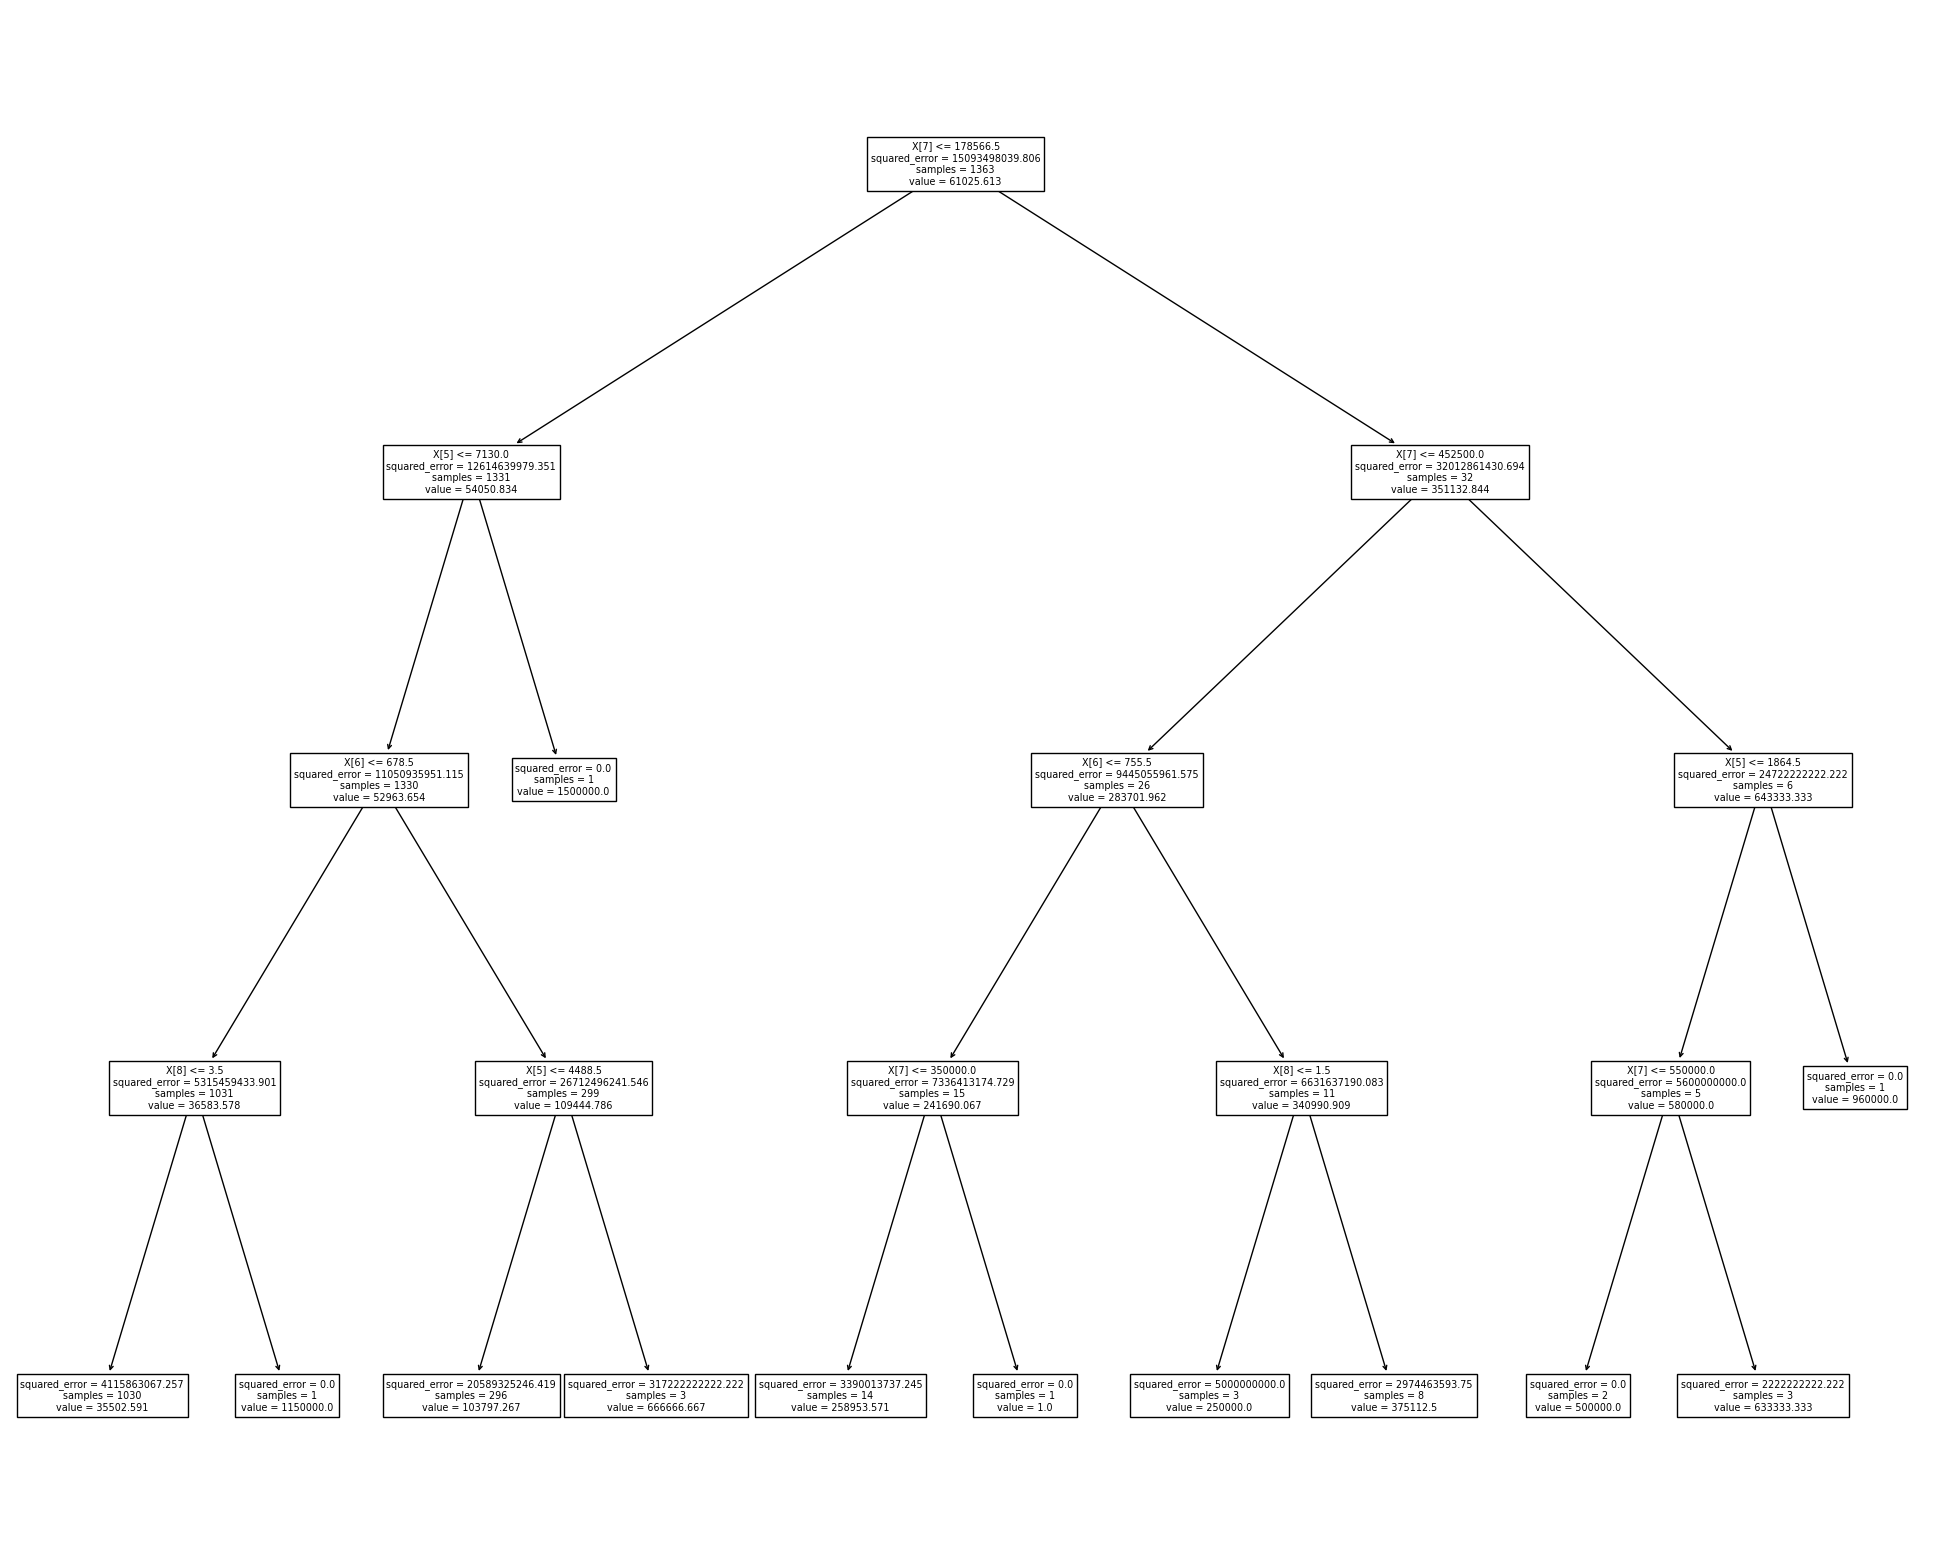 X[7] <= 178566.5
squared_error = 15093498039.806
samples = 1363
value = 61025.613
X[5] <= 7130.0
squared_error = 12614639979.351
samples = 1331
value = 54050.834
X[7] <= 452500.0
squared_error = 32012861430.694
samples = 32
value = 351132.844
X[6] <= 678.5
squared_error = 11050935951.115
samples = 1330
value = 52963.654
squared_error = 0.0
samples = 1
value = 1500000.0
X[6] <= 755.5
squared_error = 9445055961.575
samples = 26
value = 283701.962
X[5] <= 1864.5
squared_error = 24722222222.222
samples = 6
value = 643333.333
X[8] <= 3.5
squared_error = 5315459433.901
samples = 1031
value = 36583.578
X[5] <= 4488.5
squared_error = 26712496241.546
samples = 299
value = 109444.786
X[7] <= 350000.0
squared_error = 7336413174.729
samples = 15
value = 241690.067
X[8] <= 1.5
squared_error = 6631637190.083
samples = 11
value = 340990.909
X[7] <= 550000.0
squared_error = 5600000000.0
samples = 5
value = 580000.0
squared_error = 0.0
samples = 1
value = 960000.0
squared_error = 4115863067.257
samples = 1030
value = 35502.591
squared_error = 0.0
samples = 1
value = 1150000.0
squared_error = 20589325246.419
samples = 296
value = 103797.267
squared_error = 317222222222.222
samples = 3
value = 666666.667
squared_error = 3390013737.245
samples = 14
value = 258953.571
squared_error = 0.0
samples = 1
value = 1.0
squared_error = 5000000000.0
samples = 3
value = 250000.0
squared_error = 2974463593.75
samples = 8
value = 375112.5
squared_error = 0.0
samples = 2
value = 500000.0
squared_error = 2222222222.222
samples = 3
value = 633333.333